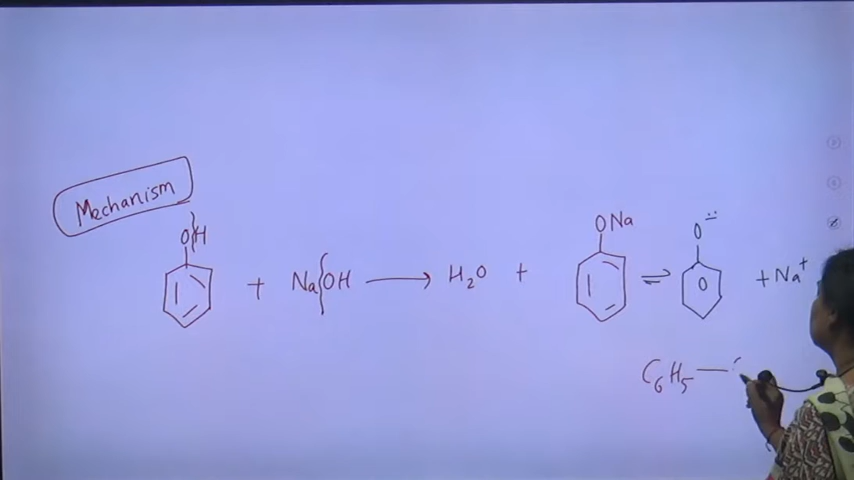 Mechanism
OH ONa O
+ NaOH → H₂O + ⇌ O + Na⁺
C₆H₅ —